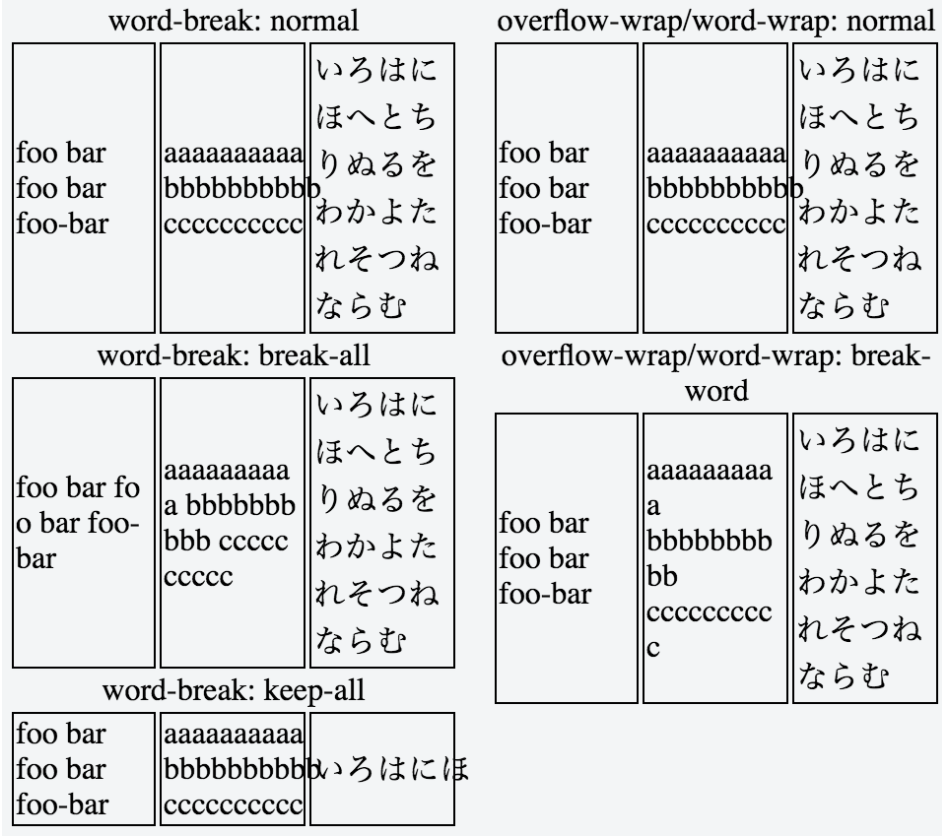 word-break: normal
foo bar
foo bar
foo-bar
aaaaaaaaaa
bbbbbbbbbb
cccccccccc
いろはに
ほへとち
りぬるを
わかよた
れそつね
ならむ
word-break: break-all
foo bar fo
o bar foo-
bar
aaaaaaaaa
a bbbbbbb
bbb ccccc
ccccc
いろはに
ほへとち
りぬるを
わかよた
れそつね
ならむ
word-break: keep-all
foo bar
foo bar
foo-bar
aaaaaaaaaa
bbbbbbbbbb
cccccccccc
いろはにほ
overflow-wrap/word-wrap: normal
foo bar
foo bar
foo-bar
aaaaaaaaaa
bbbbbbbbbb
cccccccccc
いろはに
ほへとち
りぬるを
わかよた
れそつね
ならむ
overflow-wrap/word-wrap: break-
word
foo bar
foo bar
foo-bar
aaaaaaaaa
a
bbbbbbbb
bb
ccccccccc
c
いろはに
ほへとち
りぬるを
わかよた
れそつね
ならむ